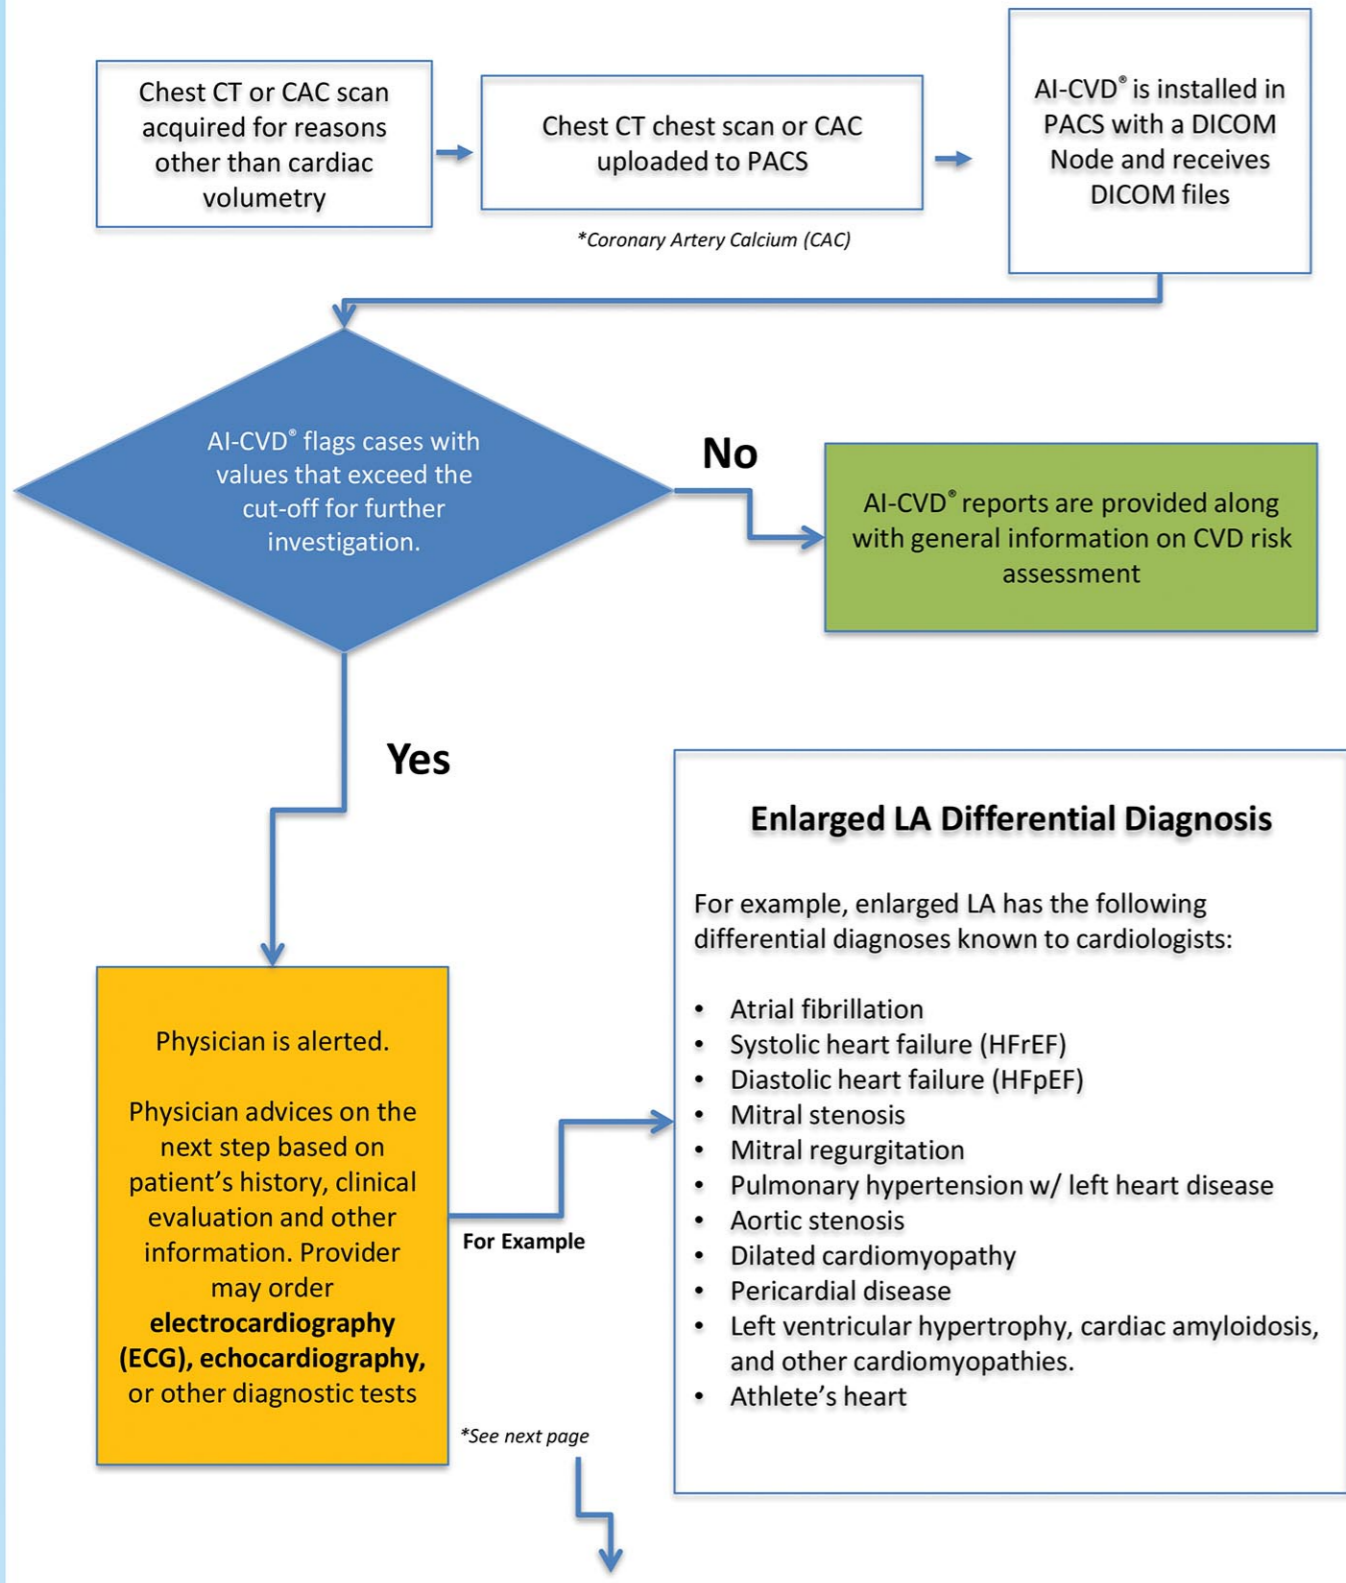 Chest CT or CAC scan
acquired for reasons
other than cardiac
volumetry
Chest CT chest scan or CAC
uploaded to PACS
*Coronary Artery Calcium (CAC)
AI-CVD® is installed in
PACS with a DICOM
Node and receives
DICOM files
AI-CVD® flags cases with
values that exceed the
cut-off for further
investigation.
No
AI-CVD® reports are provided along
with general information on CVD risk
assessment
Yes
Physician is alerted.
Physician advices on the
next step based on
patient’s history, clinical
evaluation and other
information. Provider
may order
electrocardiography
(ECG), echocardiography,
or other diagnostic tests
For Example
*See next page
Enlarged LA Differential Diagnosis
For example, enlarged LA has the following
differential diagnoses known to cardiologists:
• Atrial fibrillation
• Systolic heart failure (HFrEF)
• Diastolic heart failure (HFpEF)
• Mitral stenosis
• Mitral regurgitation
• Pulmonary hypertension w/ left heart disease
• Aortic stenosis
• Dilated cardiomyopathy
• Pericardial disease
• Left ventricular hypertrophy, cardiac amyloidosis,
and other cardiomyopathies.
• Athlete’s heart